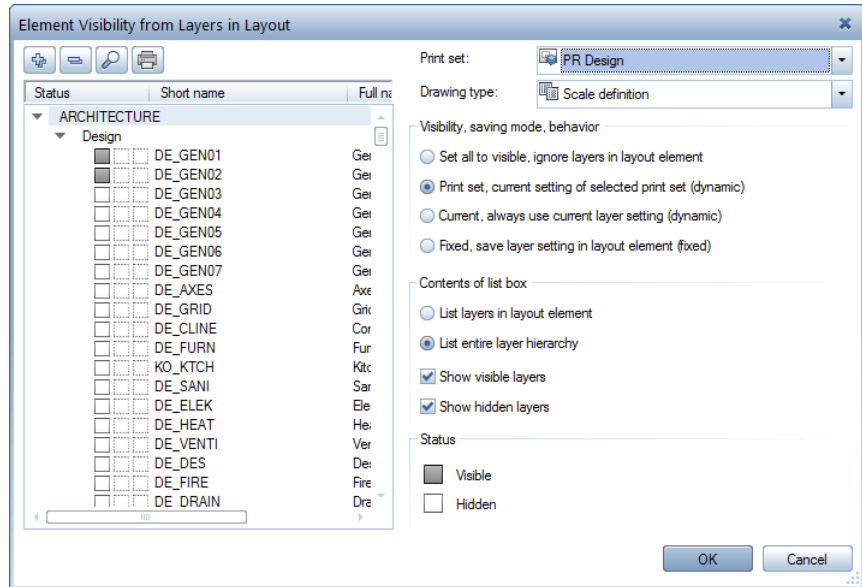 Element Visibility from Layers in Layout
Status Short name Full na
ARCHITECTURE
Design
DE_GEN01 Ger
DE_GEN02 Ger
DE_GEN03 Ger
DE_GEN04 Ger
DE_GEN05 Ger
DE_GEN06 Ger
DE_GEN07 Ger
DE_AXES Axe
DE_GRID Gric
DE_CLINE Cor
DE_FURN Fur
KO_KTCH Kitc
DE_SANI Sar
DE_ELEK Ele
DE_HEAT Hea
DE_VENTI Ver
DE_DES Des
DE_FIRE Fire
DE_DRAIN Dra
Print set: PR Design
Drawing type: Scale definition
Visibility, saving mode, behavior
Set all to visible, ignore layers in layout element
Print set, current setting of selected print set (dynamic)
Current, always use current layer setting (dynamic)
Fixed, save layer setting in layout element (fixed)
Contents of list box
List layers in layout element
List entire layer hierarchy
Show visible layers
Show hidden layers
Status
Visible
Hidden
OK Cancel